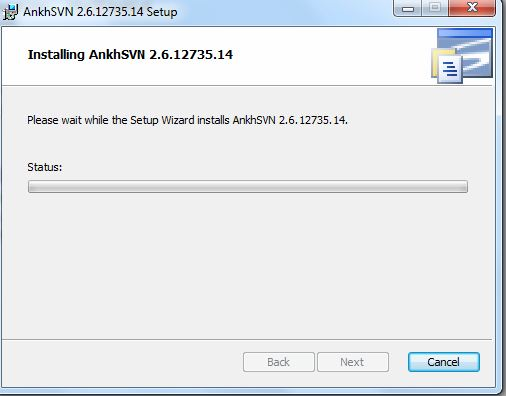 AnkhSVN 2.6.12735.14 Setup
Installing AnkhSVN 2.6.12735.14
Please wait while the Setup Wizard installs AnkhSVN 2.6.12735.14.
Status:
Back Next Cancel